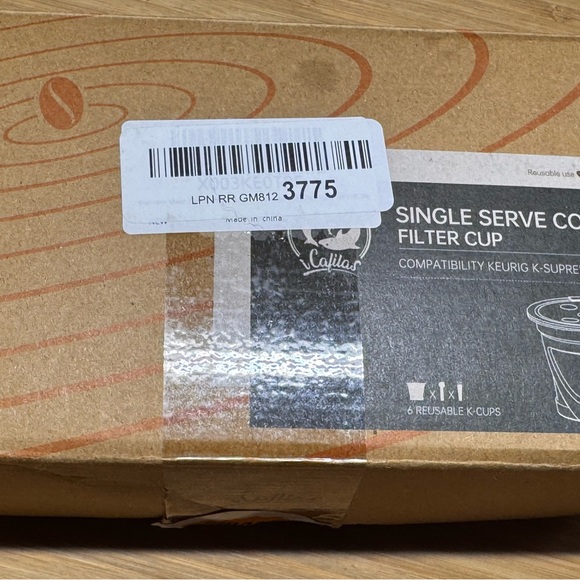 Reusable use
LPN RR GM812 3775
Made in china
i Cafilas
SINGLE SERVE CO
FILTER CUP
COMPATIBILITY KEURIG K-SUPRE
x x
6 REUSABLE K-CUPS